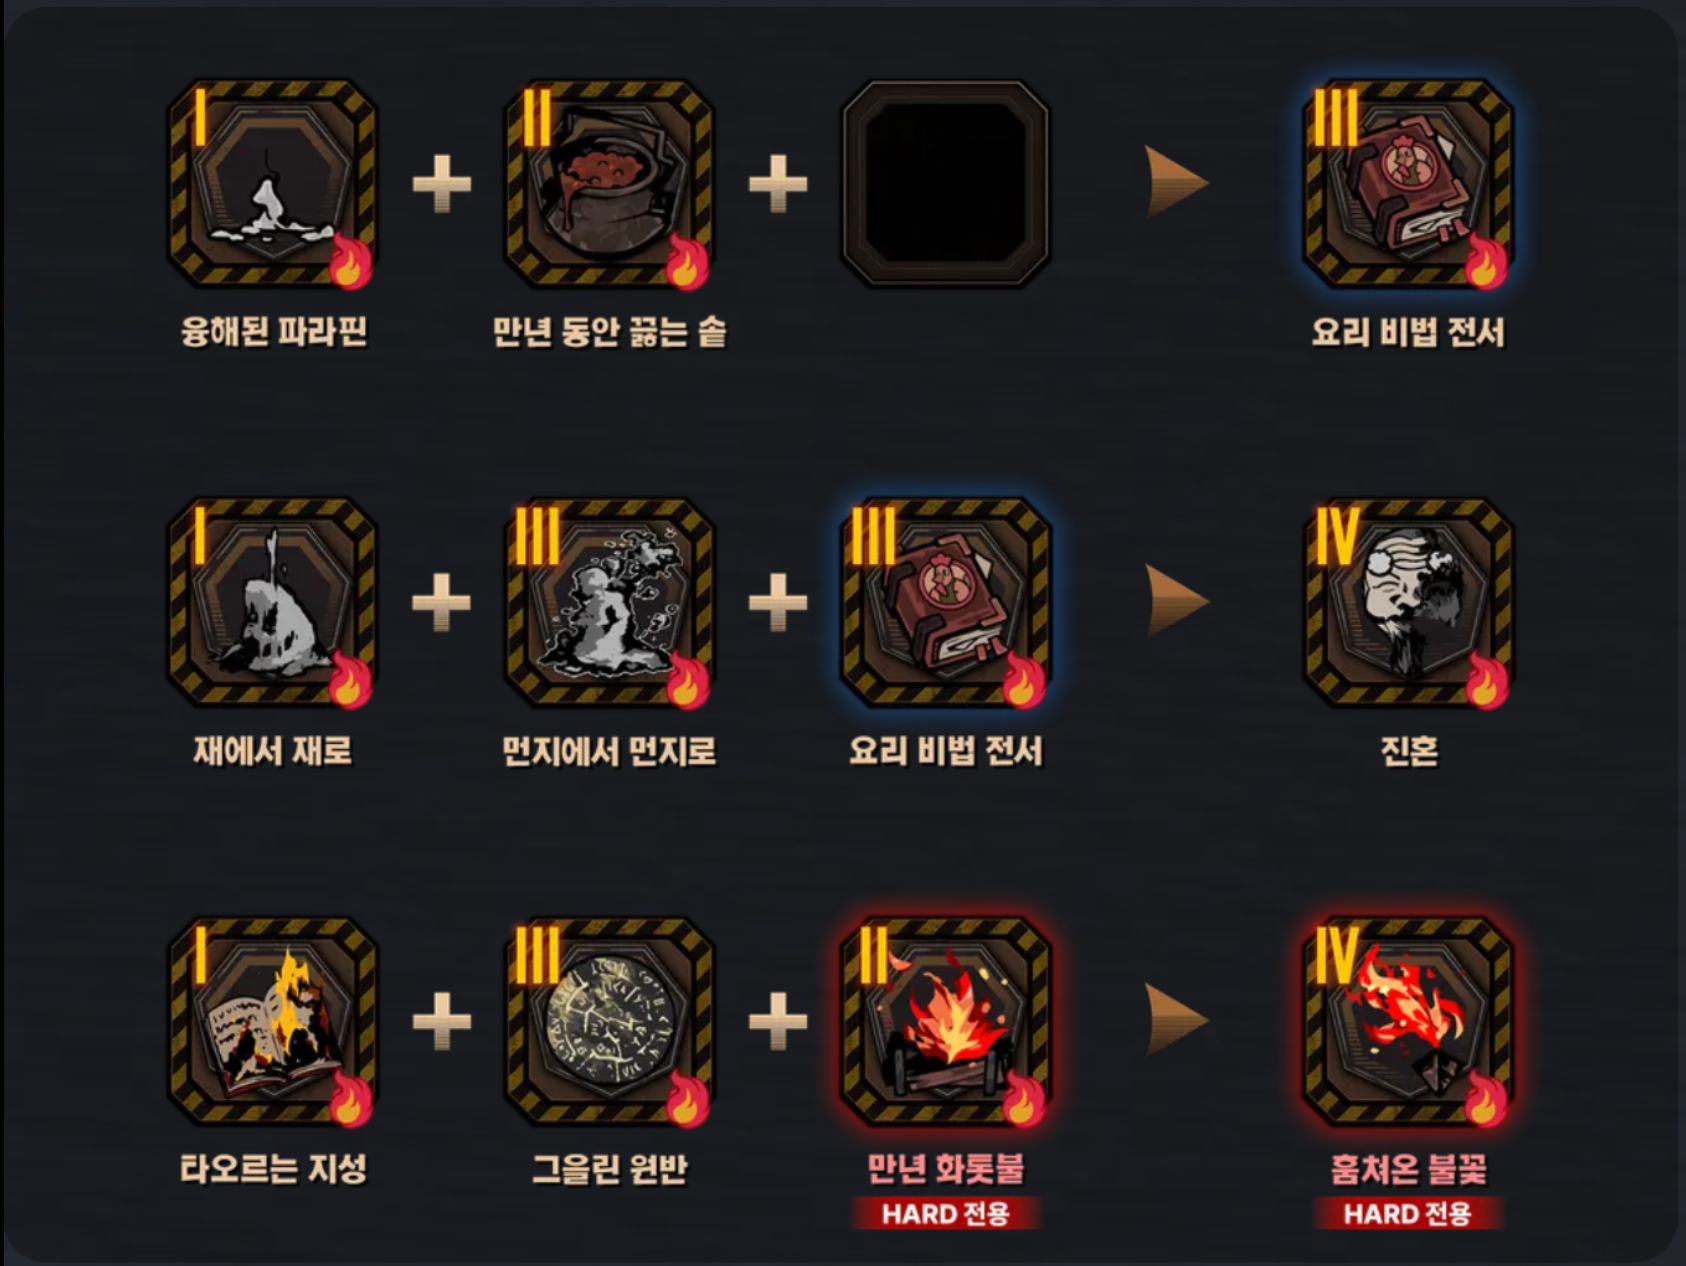 I
II
III
융해된 파라핀
만년 동안 끓는 솥
요리 비법 전서
I
III
III
IV
재에서 재로
먼지에서 먼지로
요리 비법 전서
진혼
I
III
II
IV
타오르는 지성
그을린 원반
만년 화톳불
훔쳐온 불꽃
HARD 전용
HARD 전용